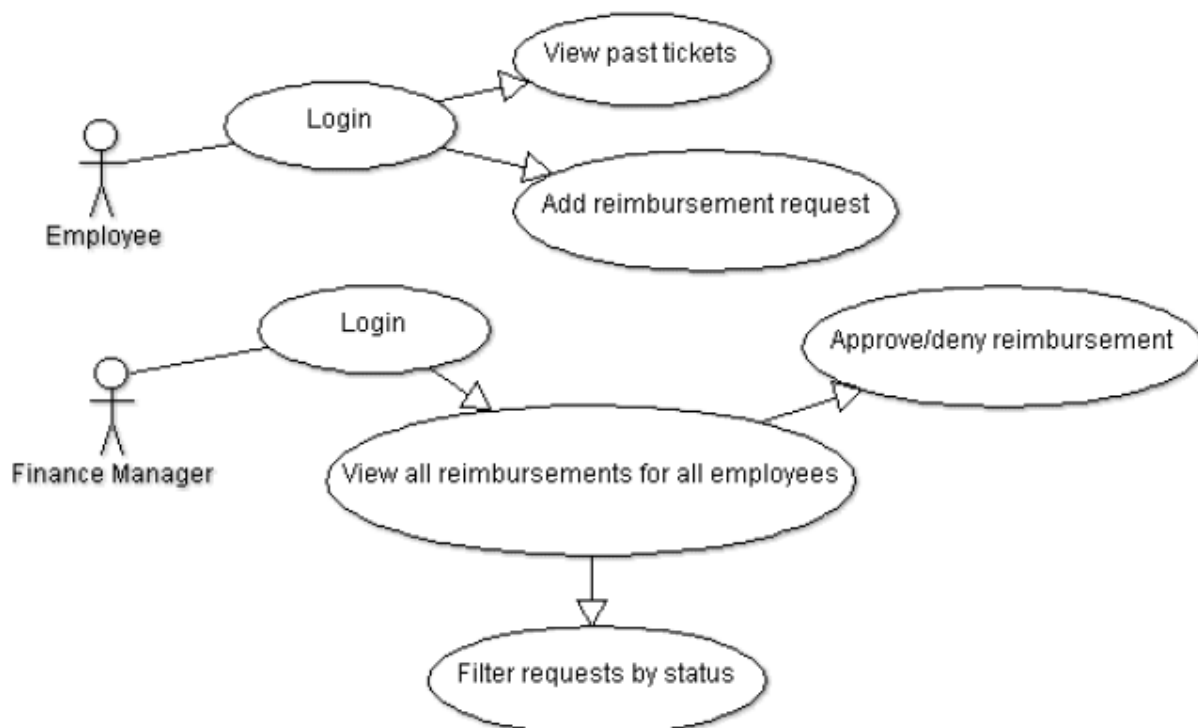 View past tickets
Login
Add reimbursement request
Employee
Login
Approve/deny reimbursement
Finance Manager
View all reimbursements for all employees
Filter requests by status